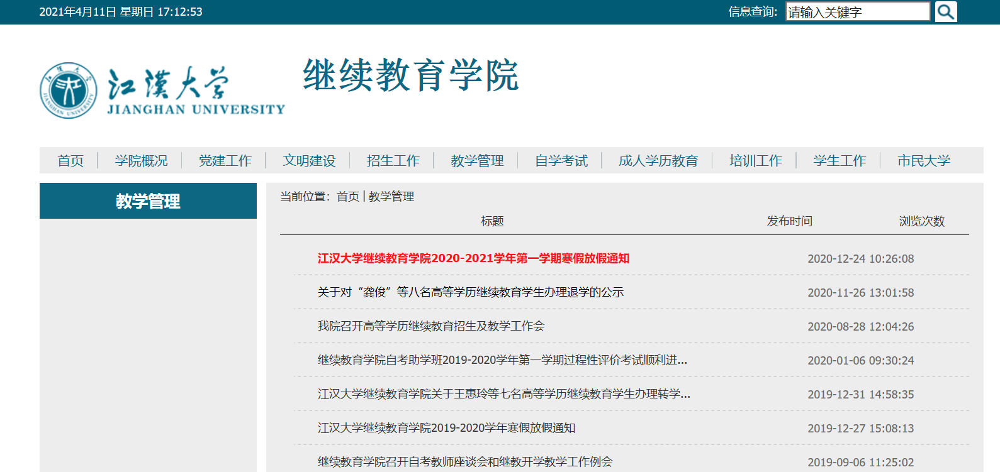 2021年4月11日 星期日 17:12:53 信息查询: 请输入关键字
江漢大学
JIANGHAN UNIVERSITY
继续教育学院
首页 学院概况 党建工作 文明建设 招生工作 教学管理 自学考试 成人学历教育 培训工作 学生工作 市民大学
教学管理
当前位置：首页 | 教学管理
标题 发布时间 浏览次数
江汉大学继续教育学院2020-2021学年第一学期寒假放假通知 2020-12-24 10:26:08
关于对“龚俊”等八名高等学历继续教育学生办理退学的公示 2020-11-26 13:01:58
我院召开高等学历继续教育招生及教学工作会 2020-08-28 12:04:26
继续教育学院自考助学班2019-2020学年第一学期过程性评价考试顺利进... 2020-01-06 09:30:24
江汉大学继续教育学院关于王惠玲等七名高等学历继续教育学生办理转学... 2019-12-31 14:58:35
江汉大学继续教育学院2019-2020学年寒假放假通知 2019-12-27 15:08:13
继续教育学院召开自考教师座谈会和继教开学教学工作例会 2019-09-06 11:25:02